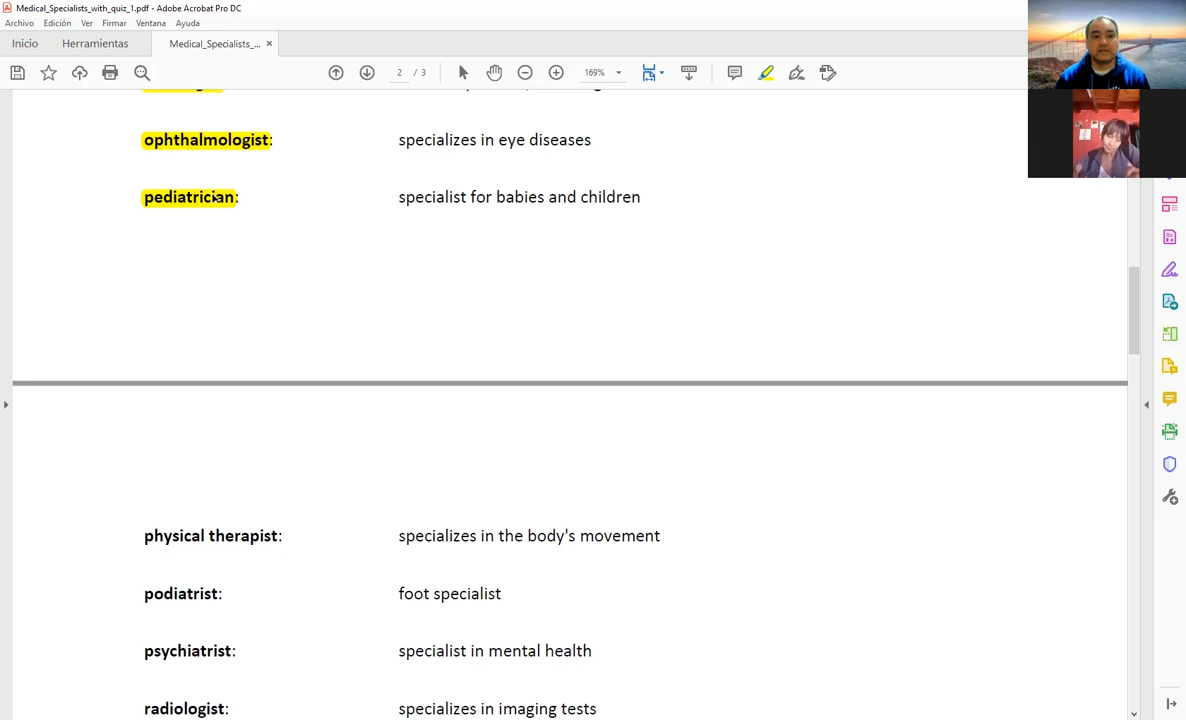 Medical_Specialists_with_quiz_1.pdf - Adobe Acrobat Pro DC
Archivo Edición Ver Firmar Ventana Ayuda
Inicio Herramientas Medical_Specialists_... ×
2 / 3 169%
ophthalmologist: specializes in eye diseases
pediatrician: specialist for babies and children
physical therapist: specializes in the body's movement
podiatrist: foot specialist
psychiatrist: specialist in mental health
radiologist: specializes in imaging tests